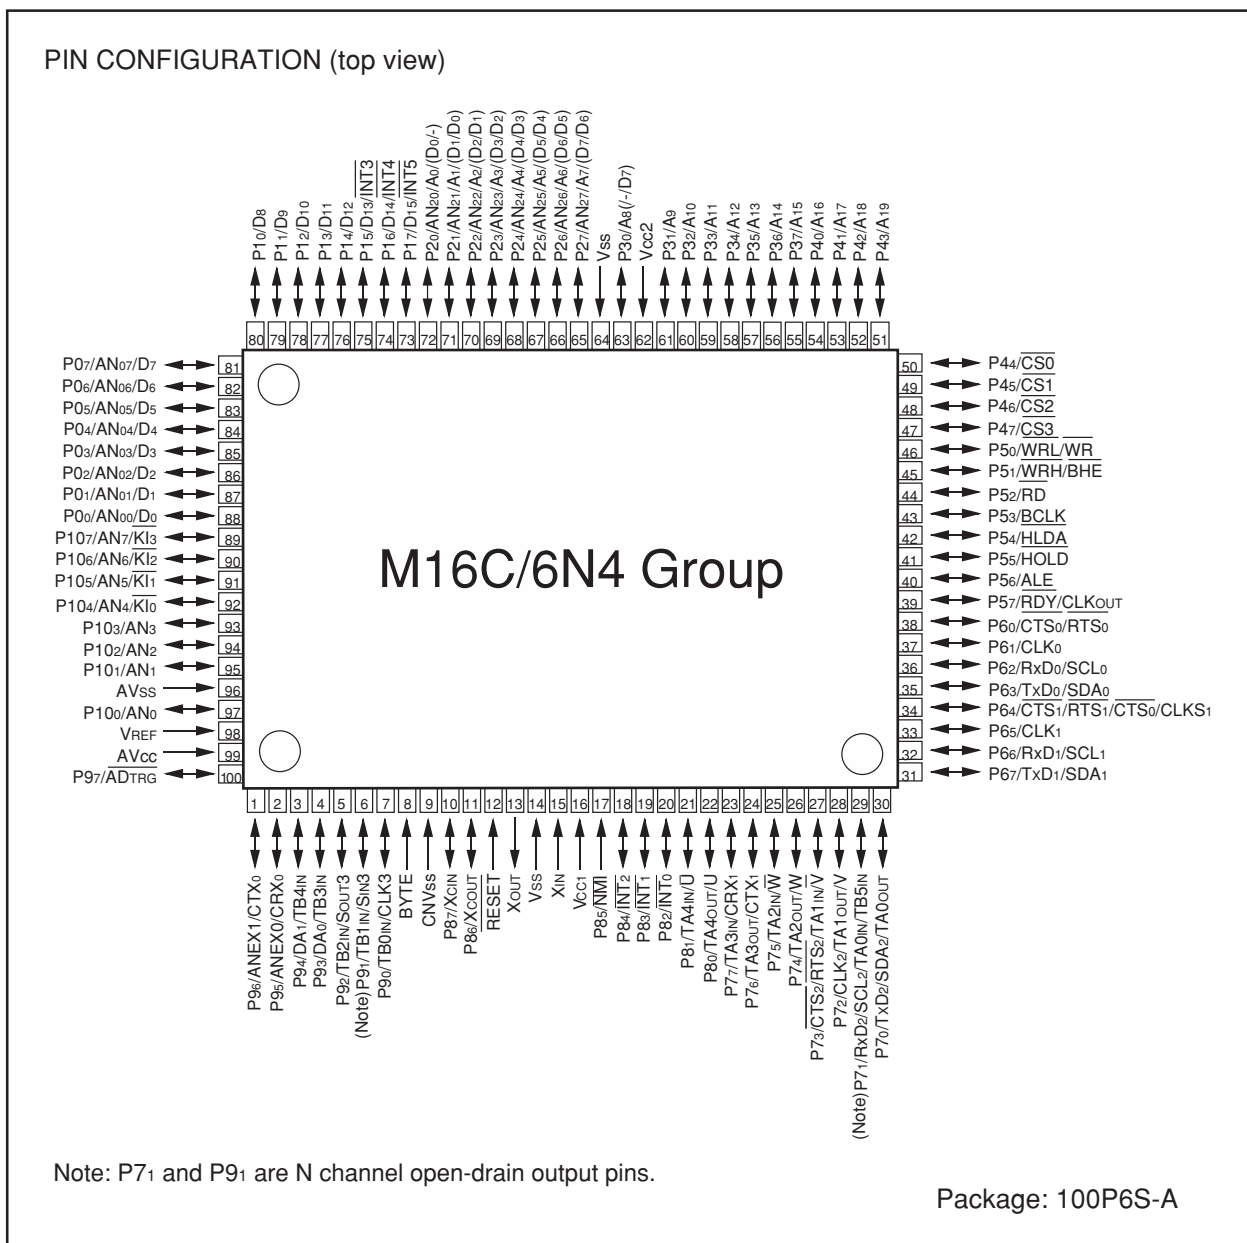 PIN CONFIGURATION (top view)
P10/D8
P11/D9
P12/D10
P13/D11
P14/D12
P15/D13/INT3
P16/D14/INT4
P17/D15/INT5
P20/AN20/A0/(D0/-)
P21/AN21/A1/(D1/D0)
P22/AN22/A2/(D2/D1)
P23/AN23/A3/(D3/D2)
P24/AN24/A4/(D4/D3)
P25/AN25/A5/(D5/D4)
P26/AN26/A6/(D6/D5)
P27/AN27/A7/(D7/D6)
Vss
P30/A8(/-/D7)
Vcc2
P31/A9
P32/A10
P33/A11
P34/A12
P35/A13
P36/A14
P37/A15
P40/A16
P41/A17
P42/A18
P43/A19
80 79 78 77 76 75 74 73 72 71 70 69 68 67 66 65 64 63 62 61 60 59 58 57 56 55 54 53 52 51
P07/AN07/D7 81
P06/AN06/D6 82
P05/AN05/D5 83
P04/AN04/D4 84
P03/AN03/D3 85
P02/AN02/D2 86
P01/AN01/D1 87
P00/AN00/D0 88
P107/AN7/KI3 89
P106/AN6/KI2 90
P105/AN5/KI1 91
P104/AN4/KI0 92
P103/AN3 93
P102/AN2 94
P101/AN1 95
AVss 96
P100/AN0 97
VREF 98
AVcc 99
P97/ADTRG 100
M16C/6N4 Group
50 P44/CS0
49 P45/CS1
48 P46/CS2
47 P47/CS3
46 P50/WRL/WR
45 P51/WRH/BHE
44 P52/RD
43 P53/BCLK
42 P54/HLDA
41 P55/HOLD
40 P56/ALE
39 P57/RDY/CLKOUT
38 P60/CTS0/RTS0
37 P61/CLK0
36 P62/RxD0/SCL0
35 P63/TxD0/SDA0
34 P64/CTS1/RTS1/CTS0/CLKS1
33 P65/CLK1
32 P66/RxD1/SCL1
31 P67/TxD1/SDA1
1 2 3 4 5 6 7 8 9 10 11 12 13 14 15 16 17 18 19 20 21 22 23 24 25 26 27 28 29 30
P96/ANEX1/CTX0
P95/ANEX0/CRX0
P94/DA1/TB4IN
P93/DA0/TB3IN
P92/TB2IN/SOUT3
(Note) P91/TB1IN/SIN3
P90/TB0IN/CLK3
BYTE
CNVss
P87/XCIN
P86/XCOUT
RESET
XOUT
Vss
XIN
Vcc1
P85/NMI
P84/INT2
P83/INT1
P82/INT0
P81/TA4IN/U
P80/TA4OUT/U
P77/TA3IN/CRX1
P76/TA3OUT/CTX1
P75/TA2IN/W
P74/TA2OUT/W
P73/CTS2/RTS2/TA1IN/V
P72/CLK2/TA1OUT/V
(Note) P71/RxD2/SCL2/TA0IN/TB5IN
P70/TxD2/SDA2/TA0OUT
Note: P71 and P91 are N channel open-drain output pins.
Package: 100P6S-A